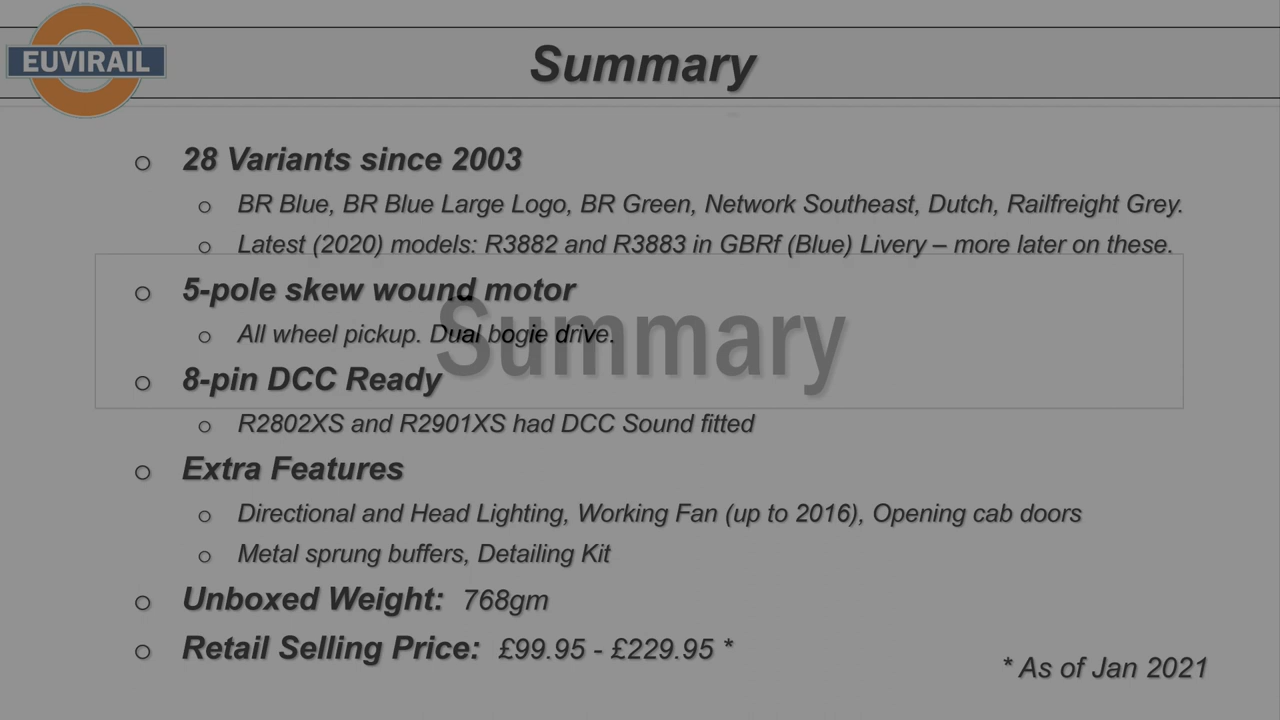 EUVIRAIL
Summary
28 Variants since 2003
BR Blue, BR Blue Large Logo, BR Green, Network Southeast, Dutch, Railfreight Grey.
Latest (2020) models: R3882 and R3883 in GBRf (Blue) Livery – more later on these.
5-pole skew wound motor
Summary
All wheel pickup. Dual bogie drive.
8-pin DCC Ready
R2802XS and R2901XS had DCC Sound fitted
Extra Features
Directional and Head Lighting, Working Fan (up to 2016), Opening cab doors
Metal sprung buffers, Detailing Kit
Unboxed Weight: 768gm
Retail Selling Price: £99.95 - £229.95 *
* As of Jan 2021